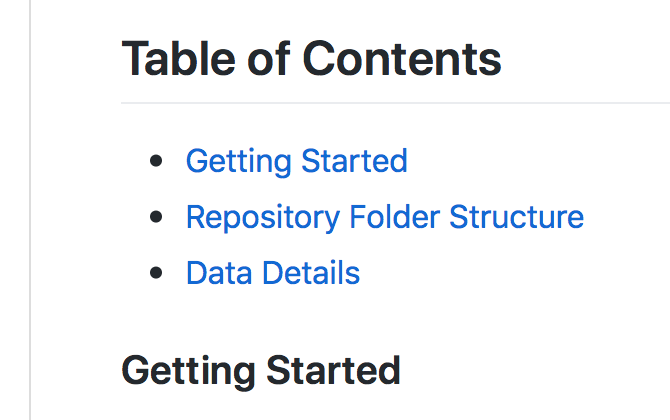 Table of Contents
Getting Started
Repository Folder Structure
Data Details
Getting Started